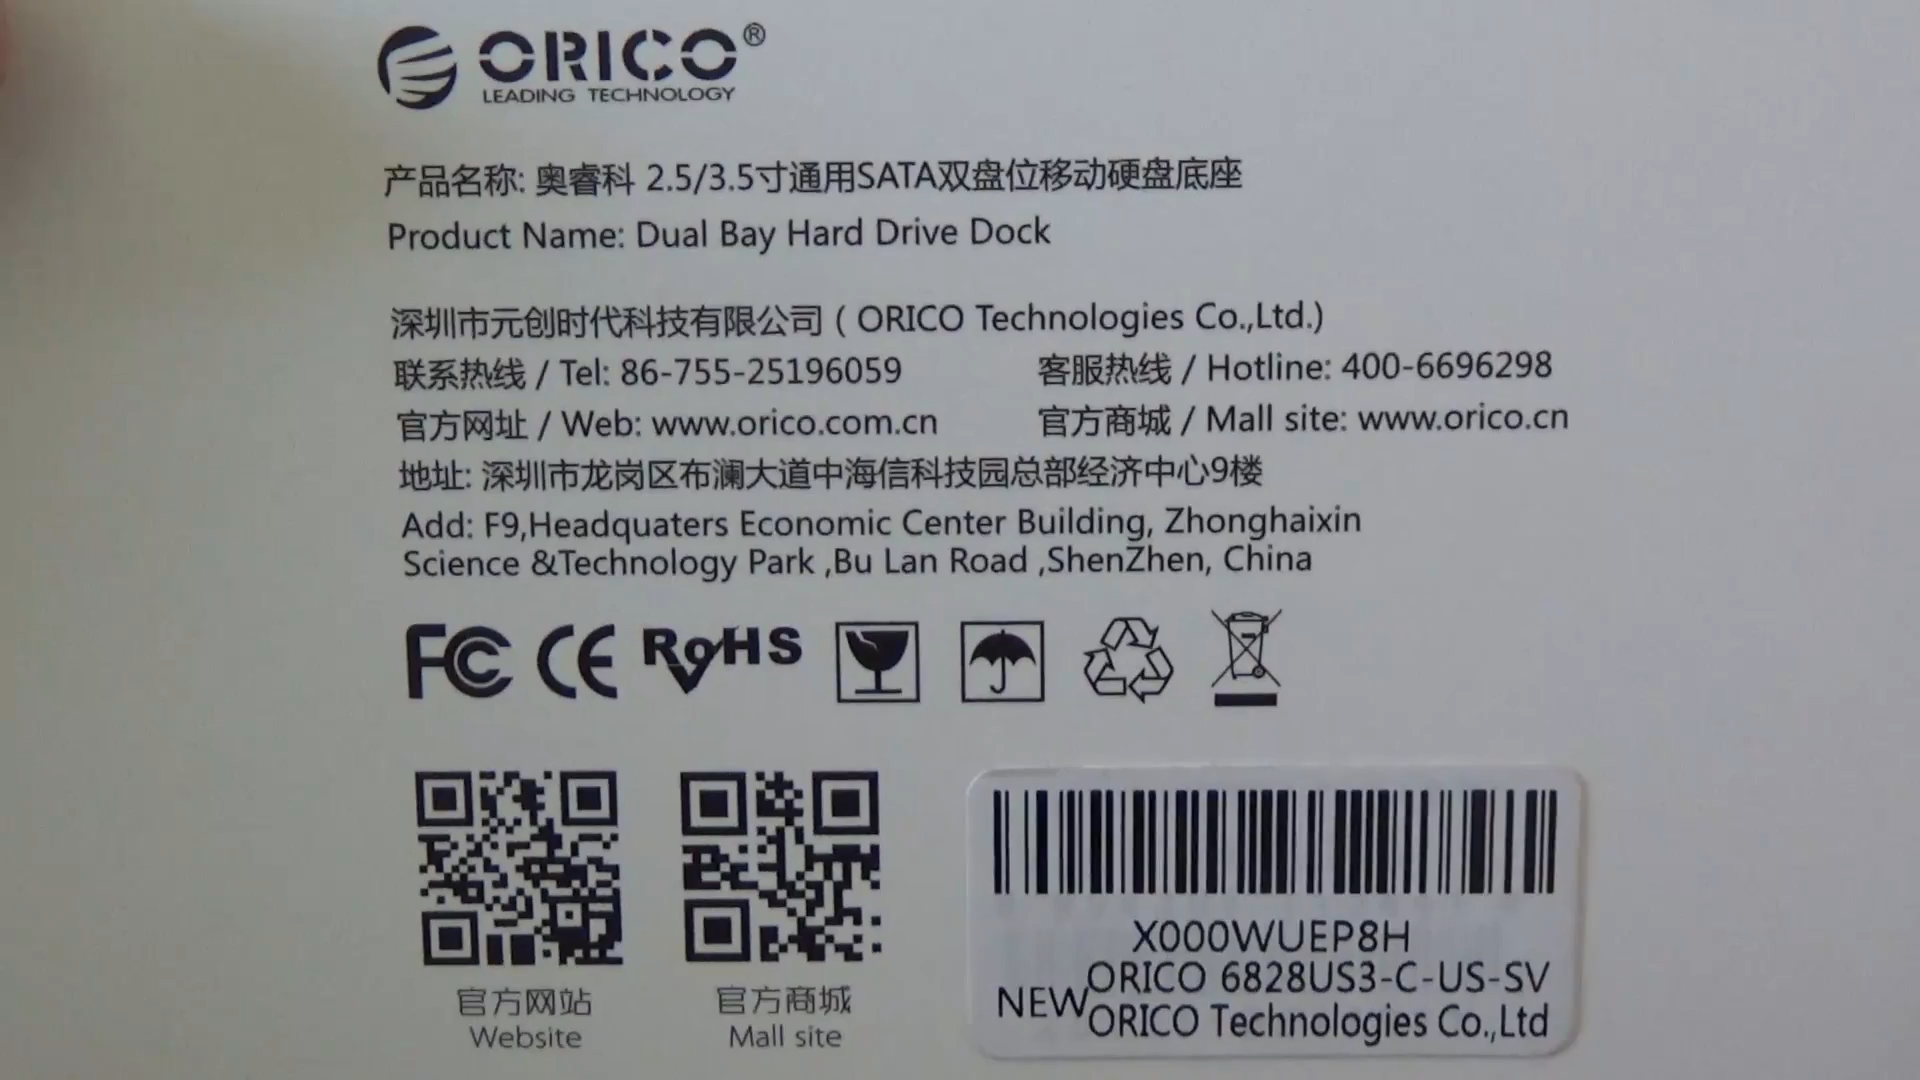 ORICO®
LEADING TECHNOLOGY
产品名称: 奥睿科 2.5/3.5寸通用SATA双盘位移动硬盘底座
Product Name: Dual Bay Hard Drive Dock
深圳市元创时代科技有限公司 ( ORICO Technologies Co.,Ltd.)
联系热线 / Tel: 86-755-25196059 客服热线 / Hotline: 400-6696298
官方网址 / Web: www.orico.com.cn 官方商城 / Mall site: www.orico.cn
地址: 深圳市龙岗区布澜大道中海信科技园总部经济中心9楼
Add: F9,Headquaters Economic Center Building, Zhonghaixin
Science &Technology Park ,Bu Lan Road ,ShenZhen, China
FC CE RoHS
官方网站
Website
官方商城
Mall site
X000WUEP8H
ORICO 6828US3-C-US-SV
NEW
ORICO Technologies Co.,Ltd